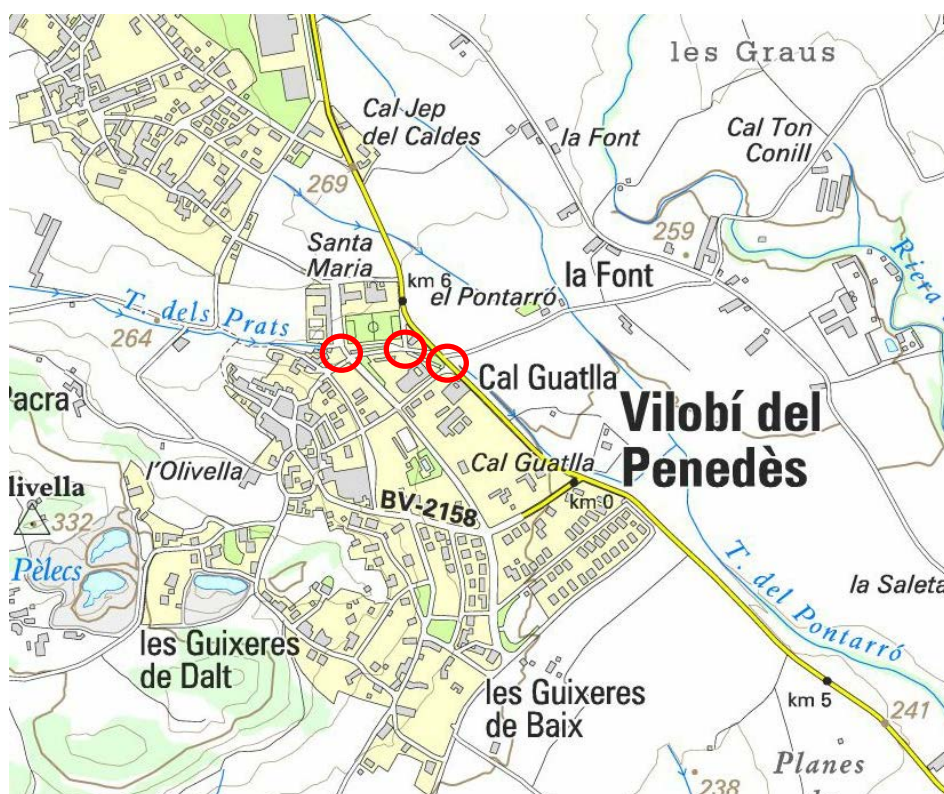 les Graus
Cal Jep
del Caldes
la Font
Cal Ton
Conill
269
259
Santa
Maria
Riera
km 6
el Pontarró
la Font
T. dels Prats
264
Cal Guatlla
Pacra
Vilobí del
Penedès
l'Olivella
Cal Guatlla
livella
BV-2158
km 0
332
Pèlecs
T. del Pontarró
la Saleta
les Guixeres
de Dalt
les Guixeres
de Baix
km 5
241
Planes
238